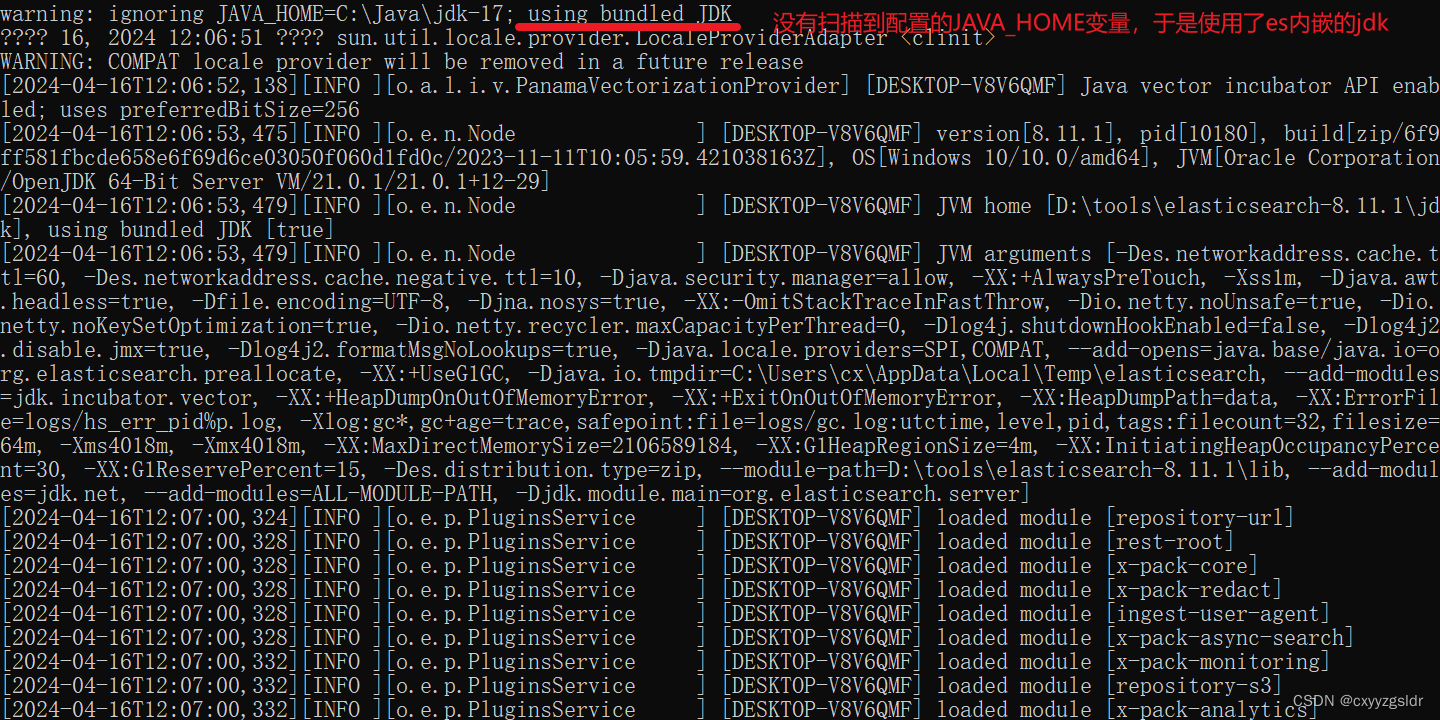 warning: ignoring JAVA_HOME=C:\Java\jdk-17; using bundled JDK
没有扫描到配置的JAVA_HOME变量，于是使用了es内嵌的jdk
???? 16, 2024 12:06:51 ???? sun.util.locale.provider.LocaleProviderAdapter <clinit>
WARNING: COMPAT locale provider will be removed in a future release
[2024-04-16T12:06:52,138][INFO ][o.a.l.i.v.PanamaVectorizationProvider] [DESKTOP-V8V6QMF] Java vector incubator API enab
led; uses preferredBitSize=256
[2024-04-16T12:06:53,475][INFO ][o.e.n.Node               ] [DESKTOP-V8V6QMF] version[8.11.1], pid[10180], build[zip/6f9
ff581fbcde658e6f69d6ce03050f060d1fd0c/2023-11-11T10:05:59.421038163Z], OS[Windows 10/10.0/amd64], JVM[Oracle Corporation
/OpenJDK 64-Bit Server VM/21.0.1/21.0.1+12-29]
[2024-04-16T12:06:53,479][INFO ][o.e.n.Node               ] [DESKTOP-V8V6QMF] JVM home [D:\tools\elasticsearch-8.11.1\jd
k], using bundled JDK [true]
[2024-04-16T12:06:53,479][INFO ][o.e.n.Node               ] [DESKTOP-V8V6QMF] JVM arguments [-Des.networkaddress.cache.t
tl=60, -Des.networkaddress.cache.negative.ttl=10, -Djava.security.manager=allow, -XX:+AlwaysPreTouch, -Xss1m, -Djava.awt
.headless=true, -Dfile.encoding=UTF-8, -Djna.nosys=true, -XX:-OmitStackTraceInFastThrow, -Dio.netty.noUnsafe=true, -Dio.
netty.noKeySetOptimization=true, -Dio.netty.recycler.maxCapacityPerThread=0, -Dlog4j.shutdownHookEnabled=false, -Dlog4j2
.disable.jmx=true, -Dlog4j2.formatMsgNoLookups=true, -Djava.locale.providers=SPI,COMPAT, --add-opens=java.base/java.io=o
rg.elasticsearch.preallocate, -XX:+UseG1GC, -Djava.io.tmpdir=C:\Users\cx\AppData\Local\Temp\elasticsearch, --add-modules
=jdk.incubator.vector, -XX:+HeapDumpOnOutOfMemoryError, -XX:+ExitOnOutOfMemoryError, -XX:HeapDumpPath=data, -XX:ErrorFil
e=logs/hs_err_pid%p.log, -Xlog:gc*,gc+age=trace,safepoint:file=logs/gc.log:utctime,level,pid,tags:filecount=32,filesize=
64m, -Xms4018m, -Xmx4018m, -XX:MaxDirectMemorySize=2106589184, -XX:G1HeapRegionSize=4m, -XX:InitiatingHeapOccupancyPerce
nt=30, -XX:G1ReservePercent=15, -Des.distribution.type=zip, --module-path=D:\tools\elasticsearch-8.11.1\lib, --add-modul
es=jdk.net, --add-modules=ALL-MODULE-PATH, -Djdk.module.main=org.elasticsearch.server]
[2024-04-16T12:07:00,324][INFO ][o.e.p.PluginsService     ] [DESKTOP-V8V6QMF] loaded module [repository-url]
[2024-04-16T12:07:00,328][INFO ][o.e.p.PluginsService     ] [DESKTOP-V8V6QMF] loaded module [rest-root]
[2024-04-16T12:07:00,328][INFO ][o.e.p.PluginsService     ] [DESKTOP-V8V6QMF] loaded module [x-pack-core]
[2024-04-16T12:07:00,328][INFO ][o.e.p.PluginsService     ] [DESKTOP-V8V6QMF] loaded module [x-pack-redact]
[2024-04-16T12:07:00,328][INFO ][o.e.p.PluginsService     ] [DESKTOP-V8V6QMF] loaded module [ingest-user-agent]
[2024-04-16T12:07:00,328][INFO ][o.e.p.PluginsService     ] [DESKTOP-V8V6QMF] loaded module [x-pack-async-search]
[2024-04-16T12:07:00,332][INFO ][o.e.p.PluginsService     ] [DESKTOP-V8V6QMF] loaded module [x-pack-monitoring]
[2024-04-16T12:07:00,332][INFO ][o.e.p.PluginsService     ] [DESKTOP-V8V6QMF] loaded module [repository-s3]
[2024-04-16T12:07:00,332][INFO ][o.e.p.PluginsService     ] [DESKTOP-V8V6QMF] loaded module [x-pack-analytics]
CSDN @cxyyzgsldr